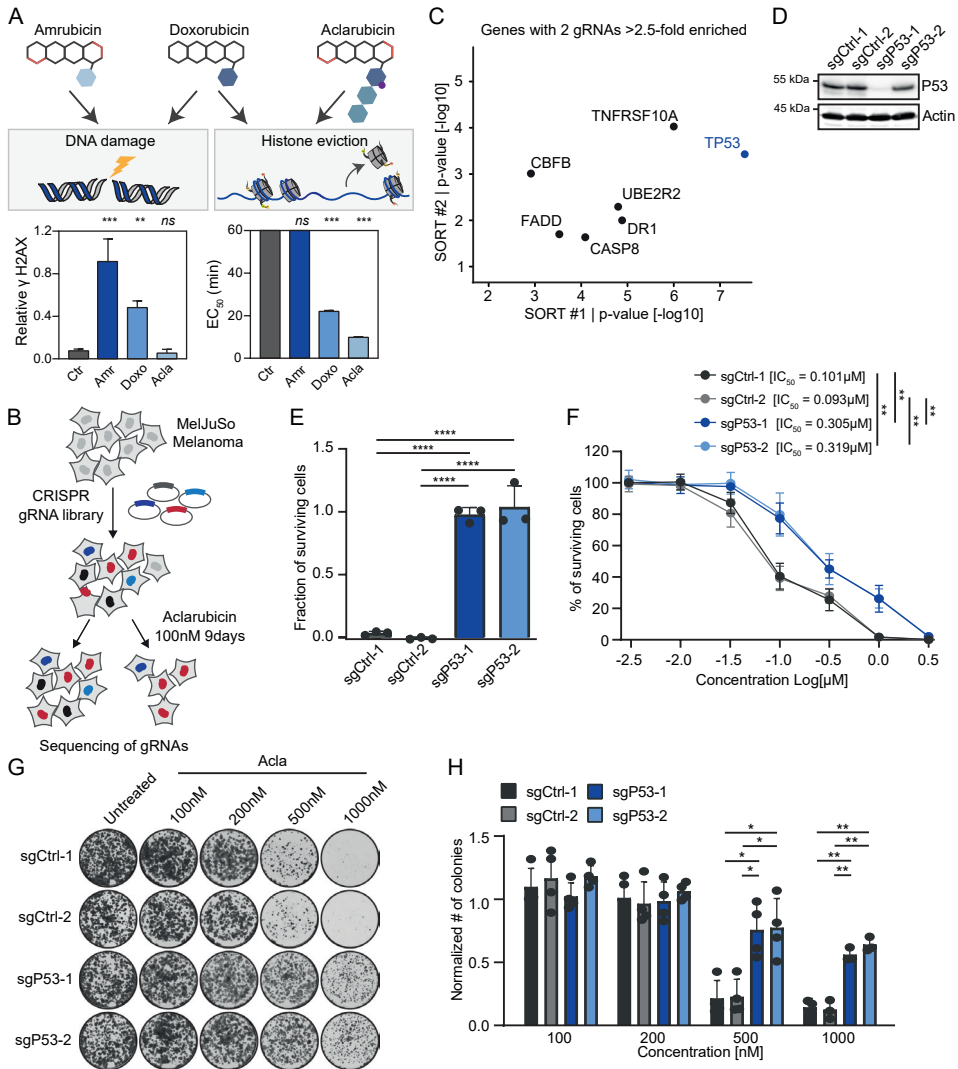 A
Amrubicin
Doxorubicin
Aclarubicin
DNA damage
Histone eviction
*** ** ns
ns *** ***
Relative γ H2AX
1.2
0.8
0.4
0.0
Ctr
Amr
Doxo
Acla
EC50 (min)
60
40
20
0
Ctr
Amr
Doxo
Acla
B
MelJuSo
Melanoma
CRISPR
gRNA library
Aclarubicin
100nM 9days
Sequencing of gRNAs
C
Genes with 2 gRNAs >2.5-fold enriched
SORT #2 | p-value [-log10]
5
4
3
2
1
TNFRSF10A
TP53
CBFB
UBE2R2
FADD
DR1
CASP8
2 3 4 5 6 7
SORT #1 | p-value [-log10]
D
sgCtrl-1
sgCtrl-2
sgP53-1
sgP53-2
55 kDa
P53
45 kDa
Actin
E
Fraction of surviving cells
1.5
1.0
0.5
0.0
****
****
****
****
sgCtrl-1
sgCtrl-2
sgP53-1
sgP53-2
F
sgCtrl-1 [IC50 = 0.101µM]
sgCtrl-2 [IC50 = 0.093µM]
sgP53-1 [IC50 = 0.305µM]
sgP53-2 [IC50 = 0.319µM]
**
**
**
**
% of surviving cells
120
100
80
60
40
20
0
-2.5 -2.0 -1.5 -1.0 -0.5 0.0 0.5
Concentration Log[µM]
G
Acla
Untreated
100nM
200nM
500nM
1000nM
sgCtrl-1
sgCtrl-2
sgP53-1
sgP53-2
H
sgCtrl-1 sgP53-1
sgCtrl-2 sgP53-2
Normalized # of colonies
1.5
1.0
0.5
0.0
*
*
*
*
**
**
**
**
100 200 500 1000
Concentration [nM]